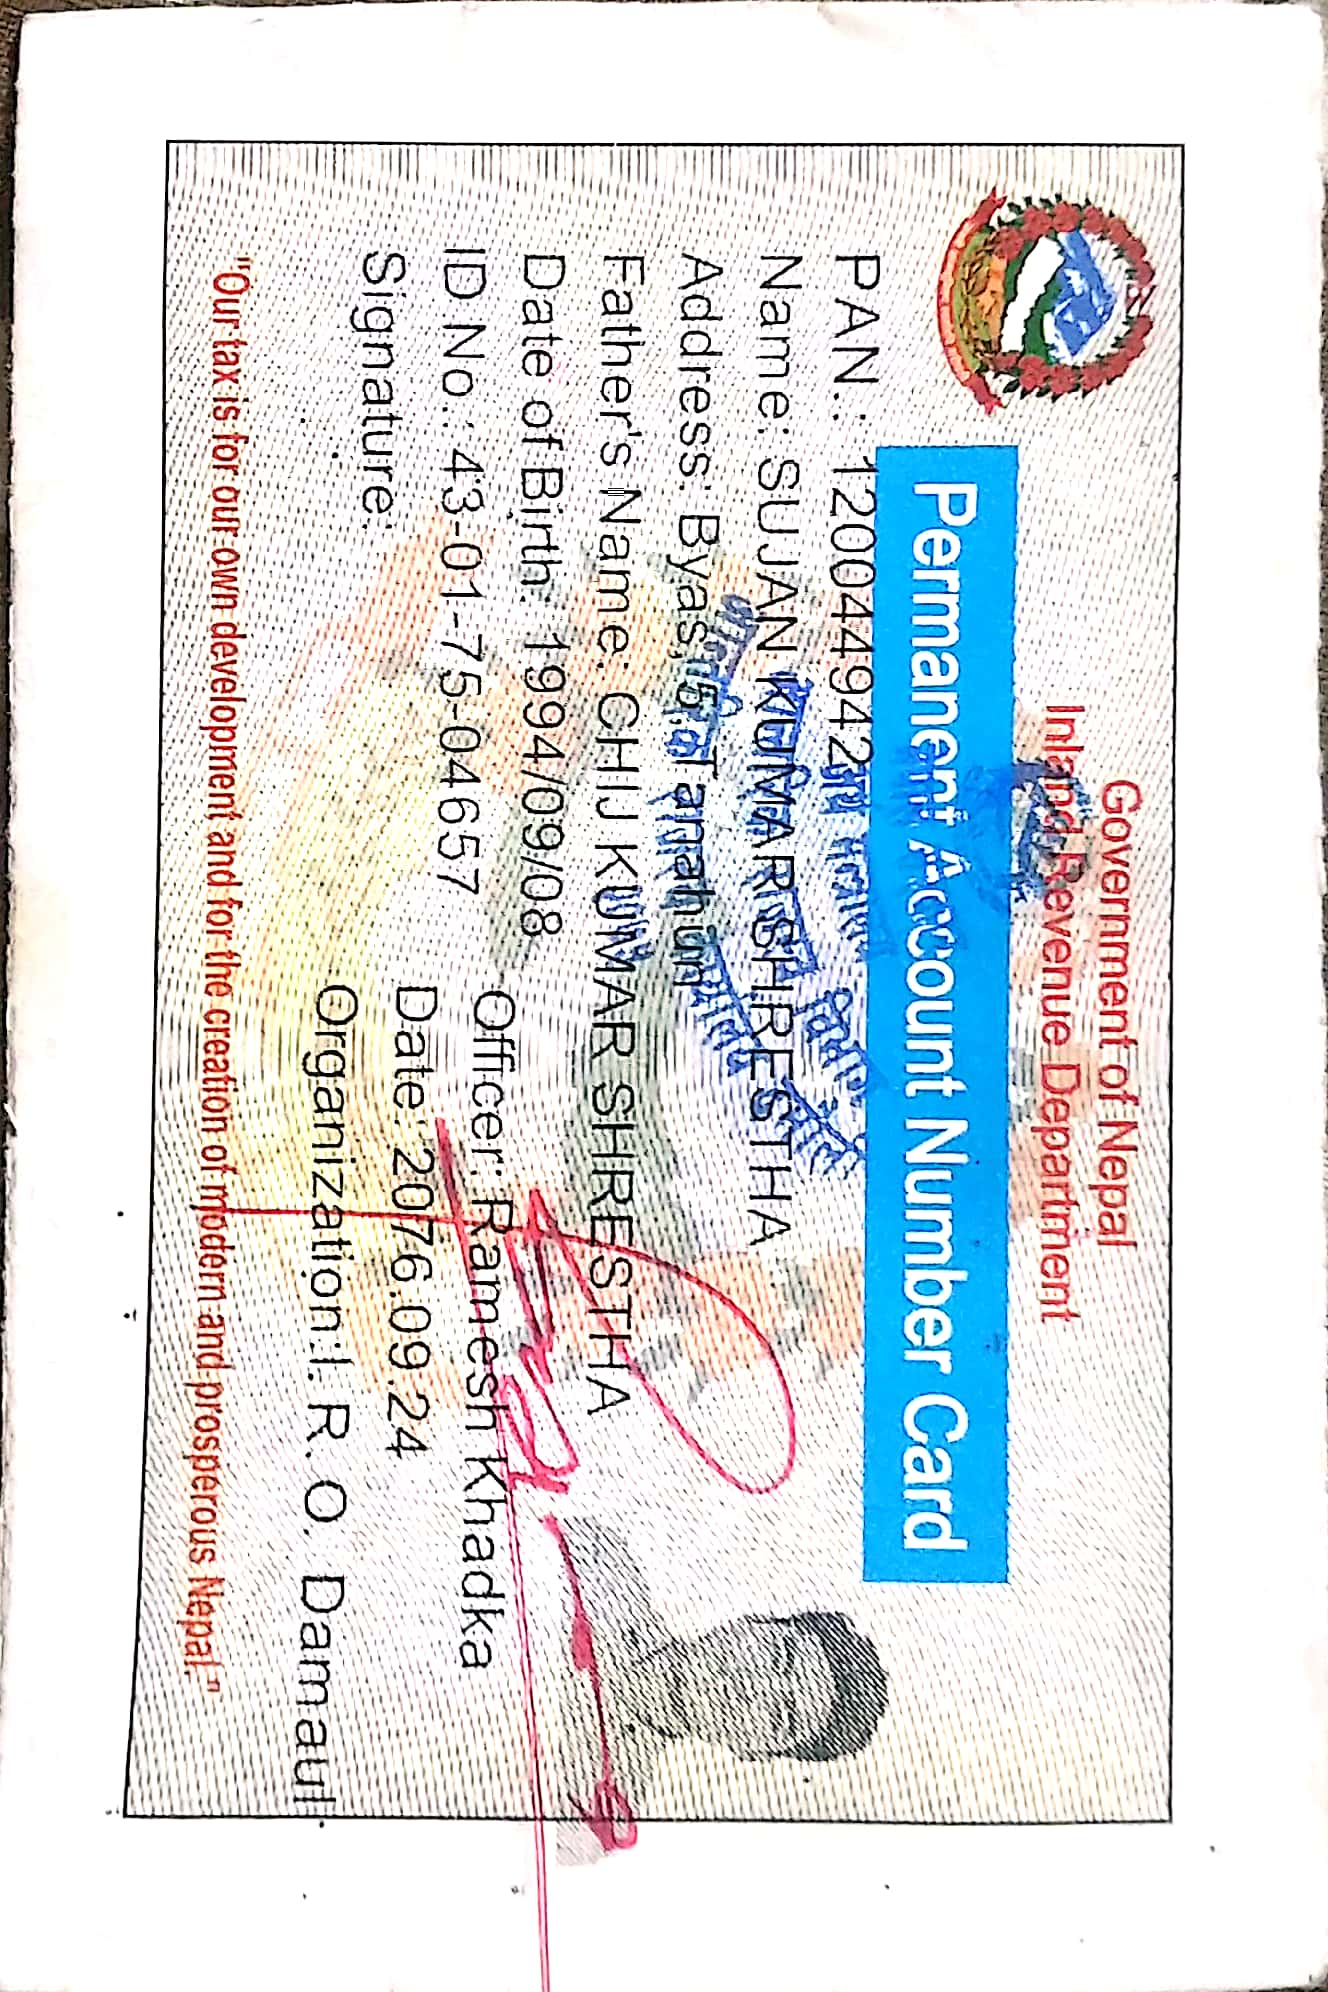 Government of Nepal
Inland Revenue Department
Permanent Account Number Card
PAN.: 120044942
Name: SUJAN KUMAR SHRESTHA
Address: Byas, 5, Tanahun
Father's Name: CHIJ KUMAR SHRESTHA
Date of Birth: 1994/09/08
ID No.: 43-01-75-04657
Signature:
Officer: Ramesh Khadka
Date: 2076.09.24
Organization: I. R. O. Damauli
"Our tax is for our own development and for the creation of modern and prosperous Nepal."